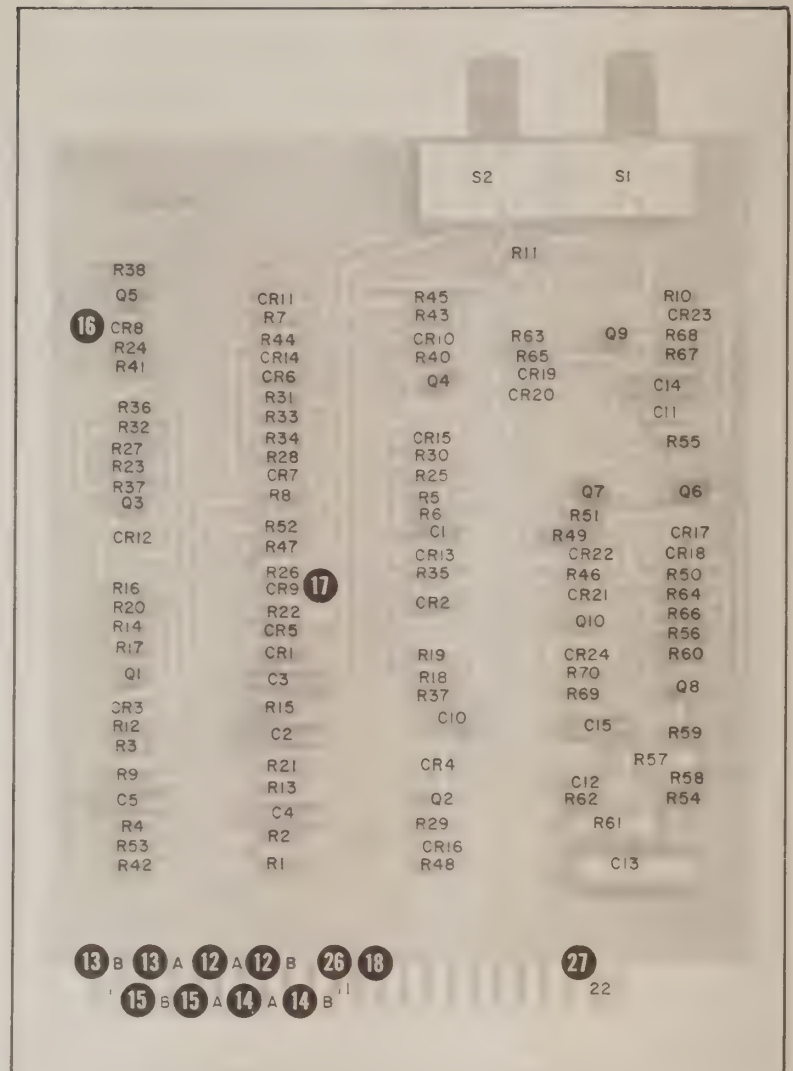 S2 S1
R11
R38
Q5 CR11 R45 R10
R7 R43 CR23
16 CR8 R44 CR10 R63 Q9 R68
R24 CR14 R40 R65 R67
R41 CR6 Q4 CR19 C14
R31 CR20
R36 R33 C11
R32 R34 CR15 R55
R27 R28 R30
R23 CR7 R25
R37 R8 R5 Q7 Q6
Q3 R6 R51
R52 C1 R49 CR17
CR12 R47 CR13 CR22 CR18
R26 R35 R46 R50
R16 CR9 17 CR2 CR21 R64
R20 R22 Q10 R66
R14 CR5 R56
R17 CR1 R19 CR24 R60
Q1 C3 R18 R70 Q8
R37 R69
CR3 R15 C10 C15
R12 C2 R59
R3
R9 R21 CR4 R57
R13 C12 R58
C5 C4 Q2 R62 R54
R4 R2 R29 R61
R53 CR16
R42 R1 R48 C13
13 B 13 A 12 A 12 B 26 18 27
15 B 15 A 14 A 14 B 1 22